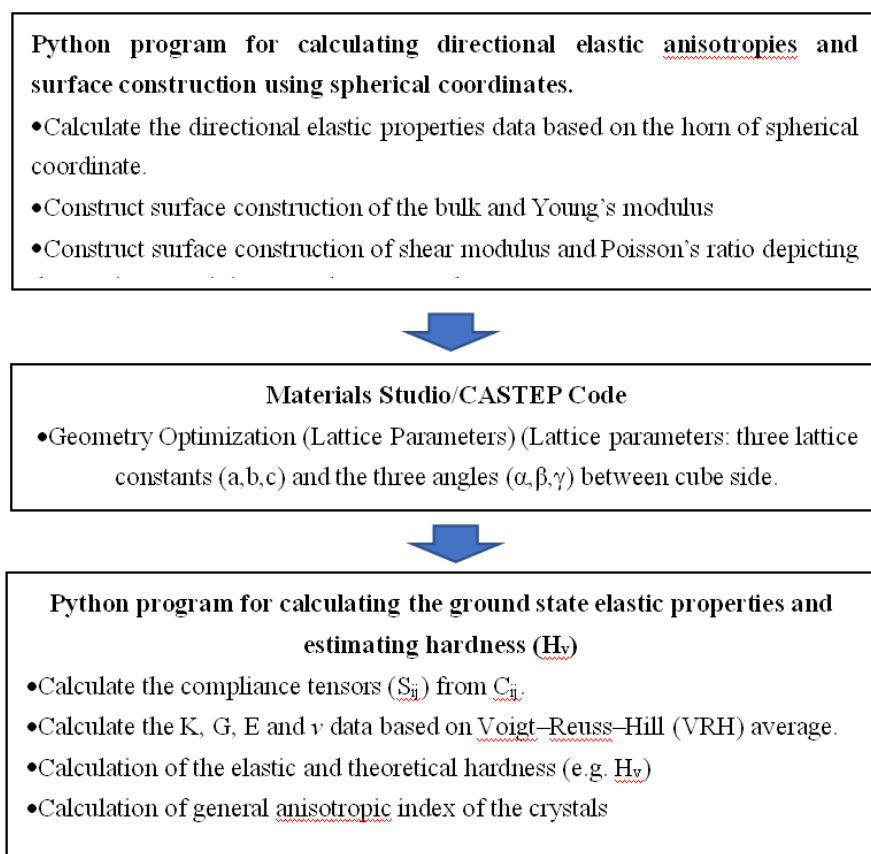 Python program for calculating directional elastic anisotropies and
surface construction using spherical coordinates.
•Calculate the directional elastic properties data based on the horn of spherical
coordinate.
•Construct surface construction of the bulk and Young's modulus
•Construct surface construction of shear modulus and Poisson's ratio depicting
Materials Studio/CASTEP Code
•Geometry Optimization (Lattice Parameters) (Lattice parameters: three lattice
constants (a,b,c) and the three angles (α,β,γ) between cube side.
Python program for calculating the ground state elastic properties and
estimating hardness (Hv)
•Calculate the compliance tensors (Sij) from Cij.
•Calculate the K, G, E and ν data based on Voigt–Reuss–Hill (VRH) average.
•Calculation of the elastic and theoretical hardness (e.g. Hv)
•Calculation of general anisotropic index of the crystals